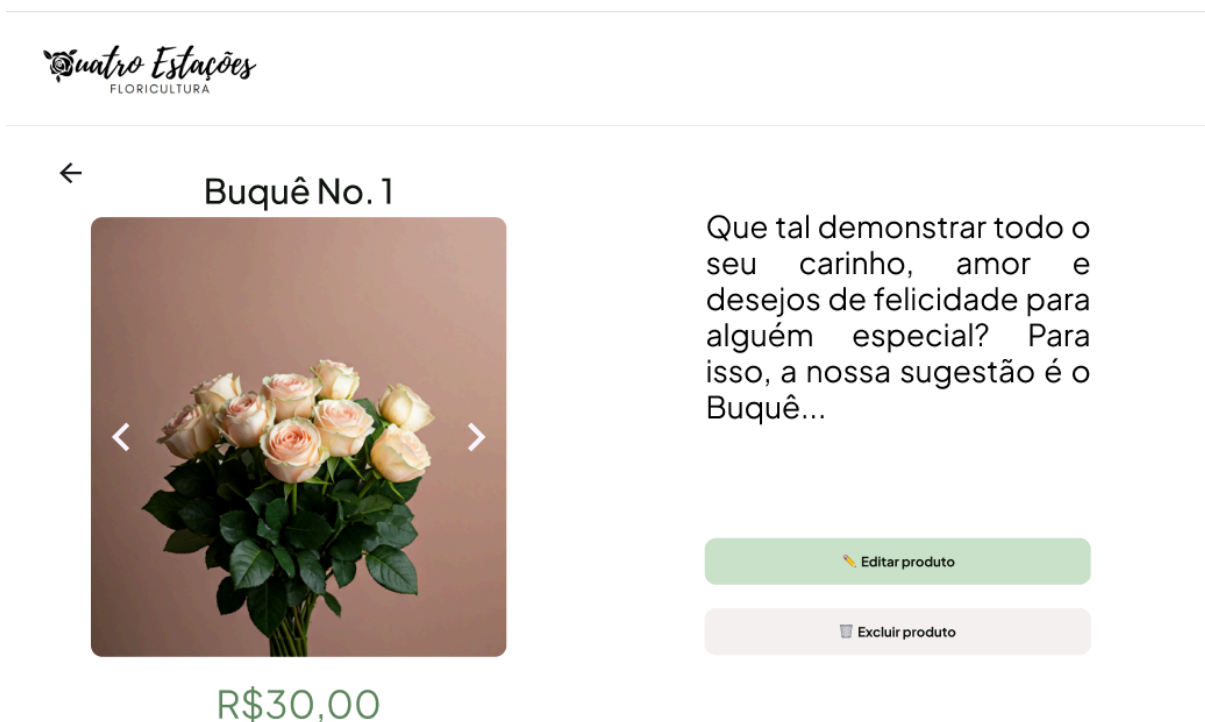 Quatro Estações
FLORICULTURA
Buquê No. 1
Que tal demonstrar todo o
seu carinho, amor e
desejos de felicidade para
alguém especial? Para
isso, a nossa sugestão é o
Buquê...
Editar produto
Excluir produto
R$30,00